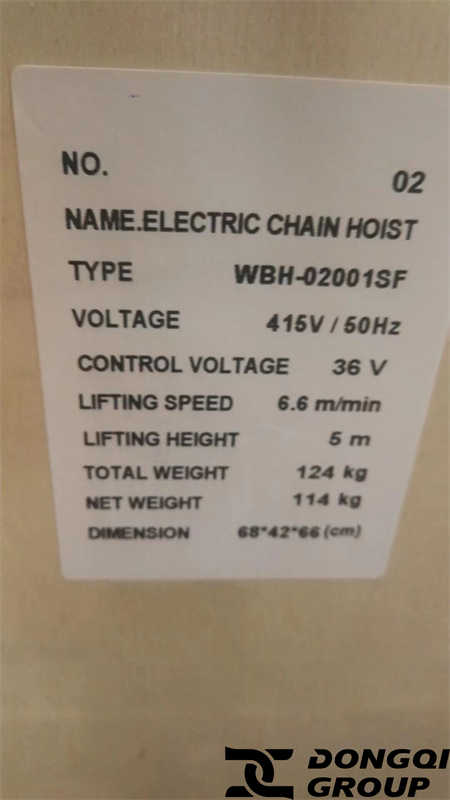 NO. 02
NAME.ELECTRIC CHAIN HOIST
TYPE WBH-02001SF
VOLTAGE 415V / 50Hz
CONTROL VOLTAGE 36 V
LIFTING SPEED 6.6 m/min
LIFTING HEIGHT 5 m
TOTAL WEIGHT 124 kg
NET WEIGHT 114 kg
DIMENSION 68*42*66 (cm)
DONGQI
GROUP